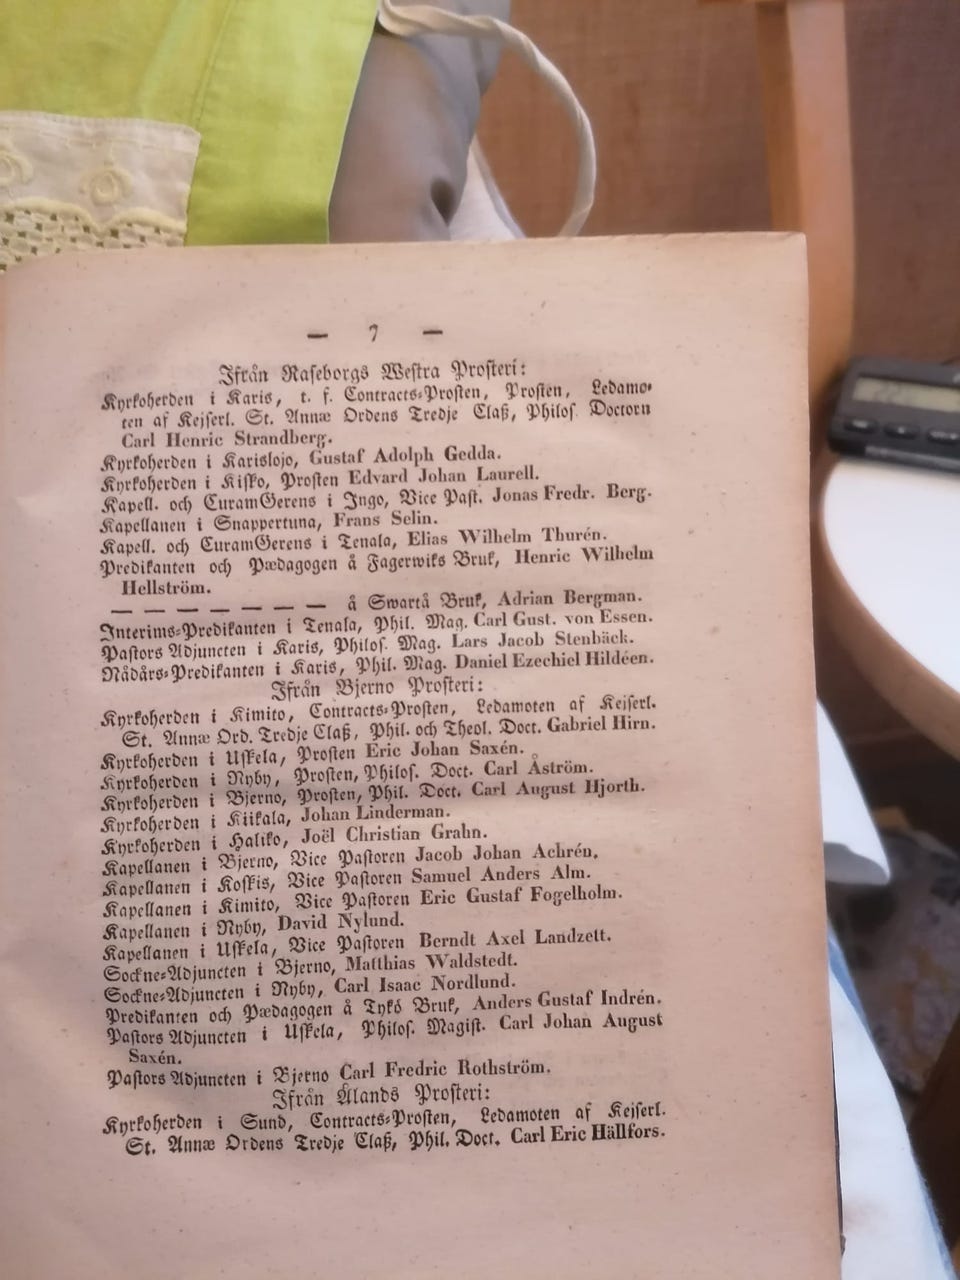 — 7 —
Ifrån Raseborgs Westra Prosteri:
Kyrkoherden i Karis, t. f. Contracts-Prosten, Prosten, Ledamo-
ten af Kejserl. St. Annæ Ordens Tredje Claß, Philos. Doctorn
Carl Henric Strandberg.
Kyrkoherden i Karislojo, Gustaf Adolph Gedda.
Kyrkoherden i Kisko, Prosten Edvard Johan Laurell.
Kapell. och CuramGerens i Ingo, Vice Past. Jonas Fredr. Berg.
Kapellanen i Snappertuna, Frans Selin.
Kapell. och CuramGerens i Tenala, Elias Wilhelm Thurén.
Predikanten och Pædagogen å Fagerwiks Bruk, Henric Wilhelm
Hellström.
— — — — — — — å Swartå Bruk, Adrian Bergman.
Interims-Predikanten i Tenala, Phil. Mag. Carl Gust. von Essen.
Pastors Adjuncten i Karis, Philos. Mag. Lars Jacob Stenbäck.
Nådårs-Predikanten i Karis, Phil. Mag. Daniel Ezechiel Hildéen.
Ifrån Bjerno Prosteri:
Kyrkoherden i Kimito, Contracts-Prosten, Ledamoten af Kejserl.
St. Annæ Ord. Tredje Claß, Phil. och Theol. Doct. Gabriel Hirn.
Kyrkoherden i Uskela, Prosten Eric Johan Saxén.
Kyrkoherden i Nyby, Prosten, Philos. Doct. Carl Åström.
Kyrkoherden i Bjerno, Prosten, Phil. Doct. Carl August Hjorth.
Kyrkoherden i Kiikala, Johan Linderman.
Kyrkoherden i Haliko, Joël Christian Grahn.
Kapellanen i Bjerno, Vice Pastoren Jacob Johan Achrén.
Kapellanen i Koskis, Vice Pastoren Samuel Anders Alm.
Kapellanen i Kimito, Vice Pastoren Eric Gustaf Fogelholm.
Kapellanen i Nyby, David Nylund.
Kapellanen i Uskela, Vice Pastoren Berndt Axel Landzett.
Sockne-Adjuncten i Bjerno, Matthias Waldstedt.
Sockne-Adjuncten i Nyby, Carl Isaac Nordlund.
Predikanten och Pædagogen å Tykö Bruk, Anders Gustaf Indrén.
Pastors Adjuncten i Uskela, Philos. Magist. Carl Johan August
Saxén.
Pastors Adjuncten i Bjerno Carl Fredric Rothström.
Ifrån Ålands Prosteri:
Kyrkoherden i Sund, Contracts-Prosten, Ledamoten af Kejserl.
St. Annæ Ordens Tredje Claß, Phil. Doct. Carl Eric Hällfors.